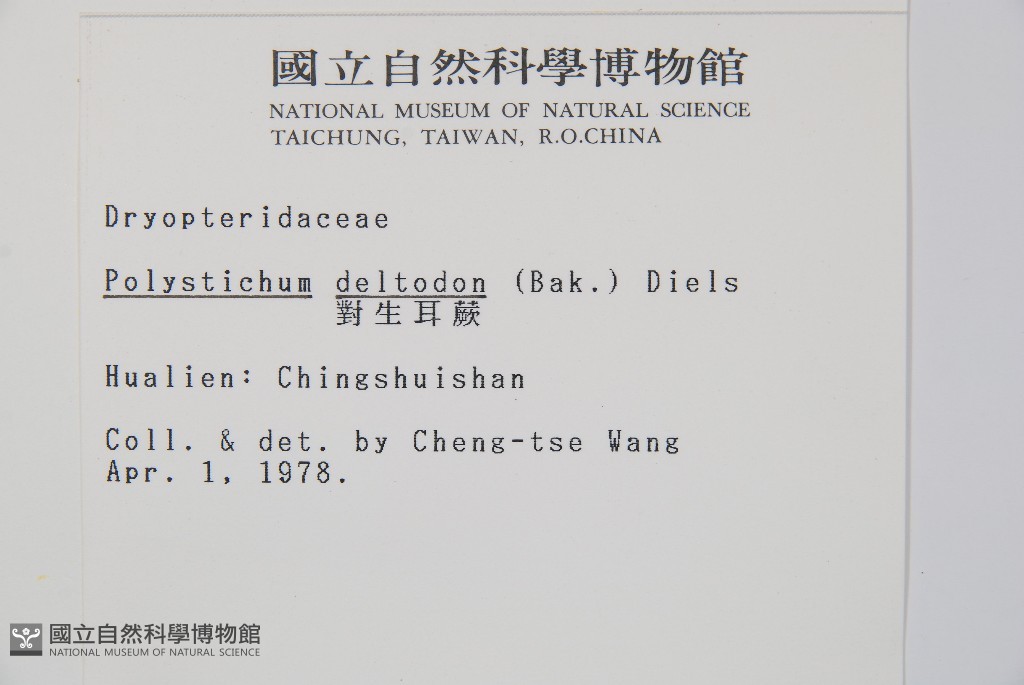 國立自然科學博物館
NATIONAL MUSEUM OF NATURAL SCIENCE
TAICHUNG, TAIWAN, R.O.CHINA
Dryopteridaceae
Polystichum deltodon (Bak.) Diels
對生耳蕨
Hualien: Chingshuishan
Coll. & det. by Cheng-tse Wang
Apr. 1, 1978.
國立自然科學博物館
NATIONAL MUSEUM OF NATURAL SCIENCE